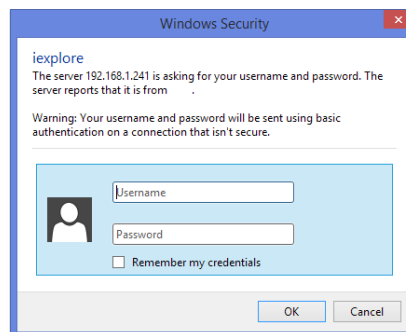 Windows Security
iexplore
The server 192.168.1.241 is asking for your username and password. The
server reports that it is from .
Warning: Your username and password will be sent using basic
authentication on a connection that isn't secure.
Username
Password
Remember my credentials
OK Cancel